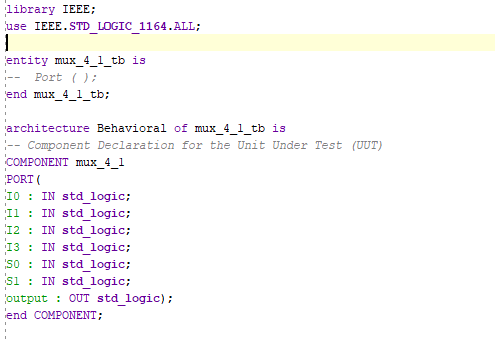 library IEEE;
use IEEE.STD_LOGIC_1164.ALL;
entity mux_4_1_tb is
-- Port ( );
end mux_4_1_tb;
architecture Behavioral of mux_4_1_tb is
-- Component Declaration for the Unit Under Test (UUT)
COMPONENT mux_4_1
PORT(
I0 : IN std_logic;
I1 : IN std_logic;
I2 : IN std_logic;
I3 : IN std_logic;
S0 : IN std_logic;
S1 : IN std_logic;
output : OUT std_logic);
end COMPONENT;